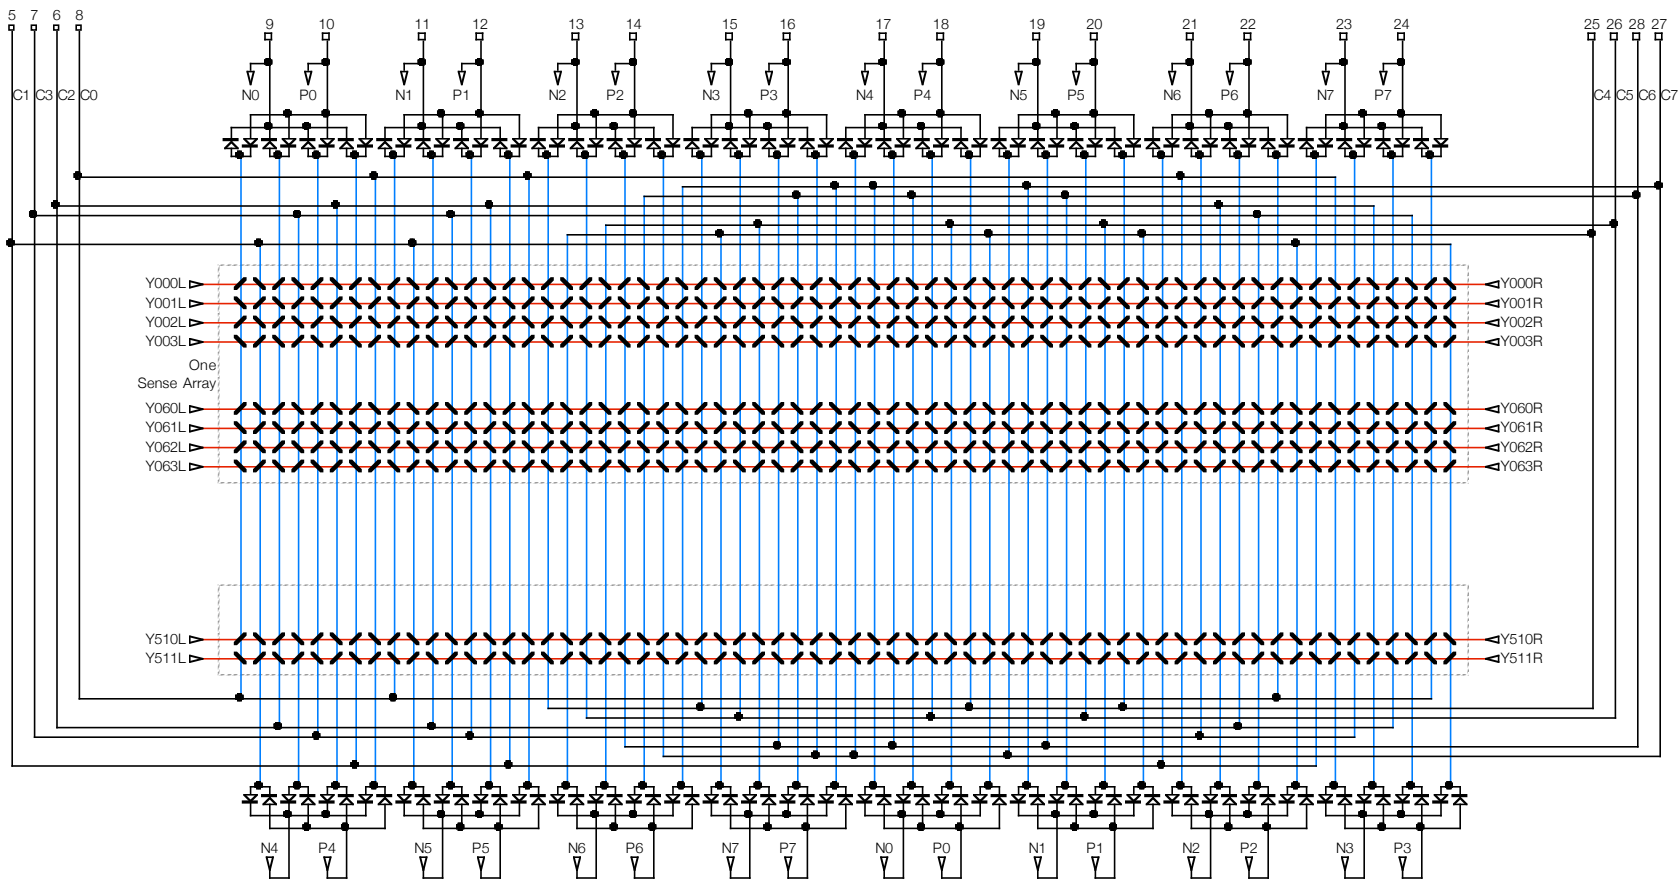 5 7 6 8 9 10 11 12 13 14 15 16 17 18 19 20 21 22 23 24 25 26 28 27
C1 C3 C2 C0 N0 P0 N1 P1 N2 P2 N3 P3 N4 P4 N5 P5 N6 P6 N7 P7 C4 C5 C6 C7
Y000L Y000R
Y001L Y001R
Y002L Y002R
Y003L Y003R
One
Sense Array
Y060L Y060R
Y061L Y061R
Y062L Y062R
Y063L Y063R
Y510L Y510R
Y511L Y511R
N4 P4 N5 P5 N6 P6 N7 P7 N0 P0 N1 P1 N2 P2 N3 P3